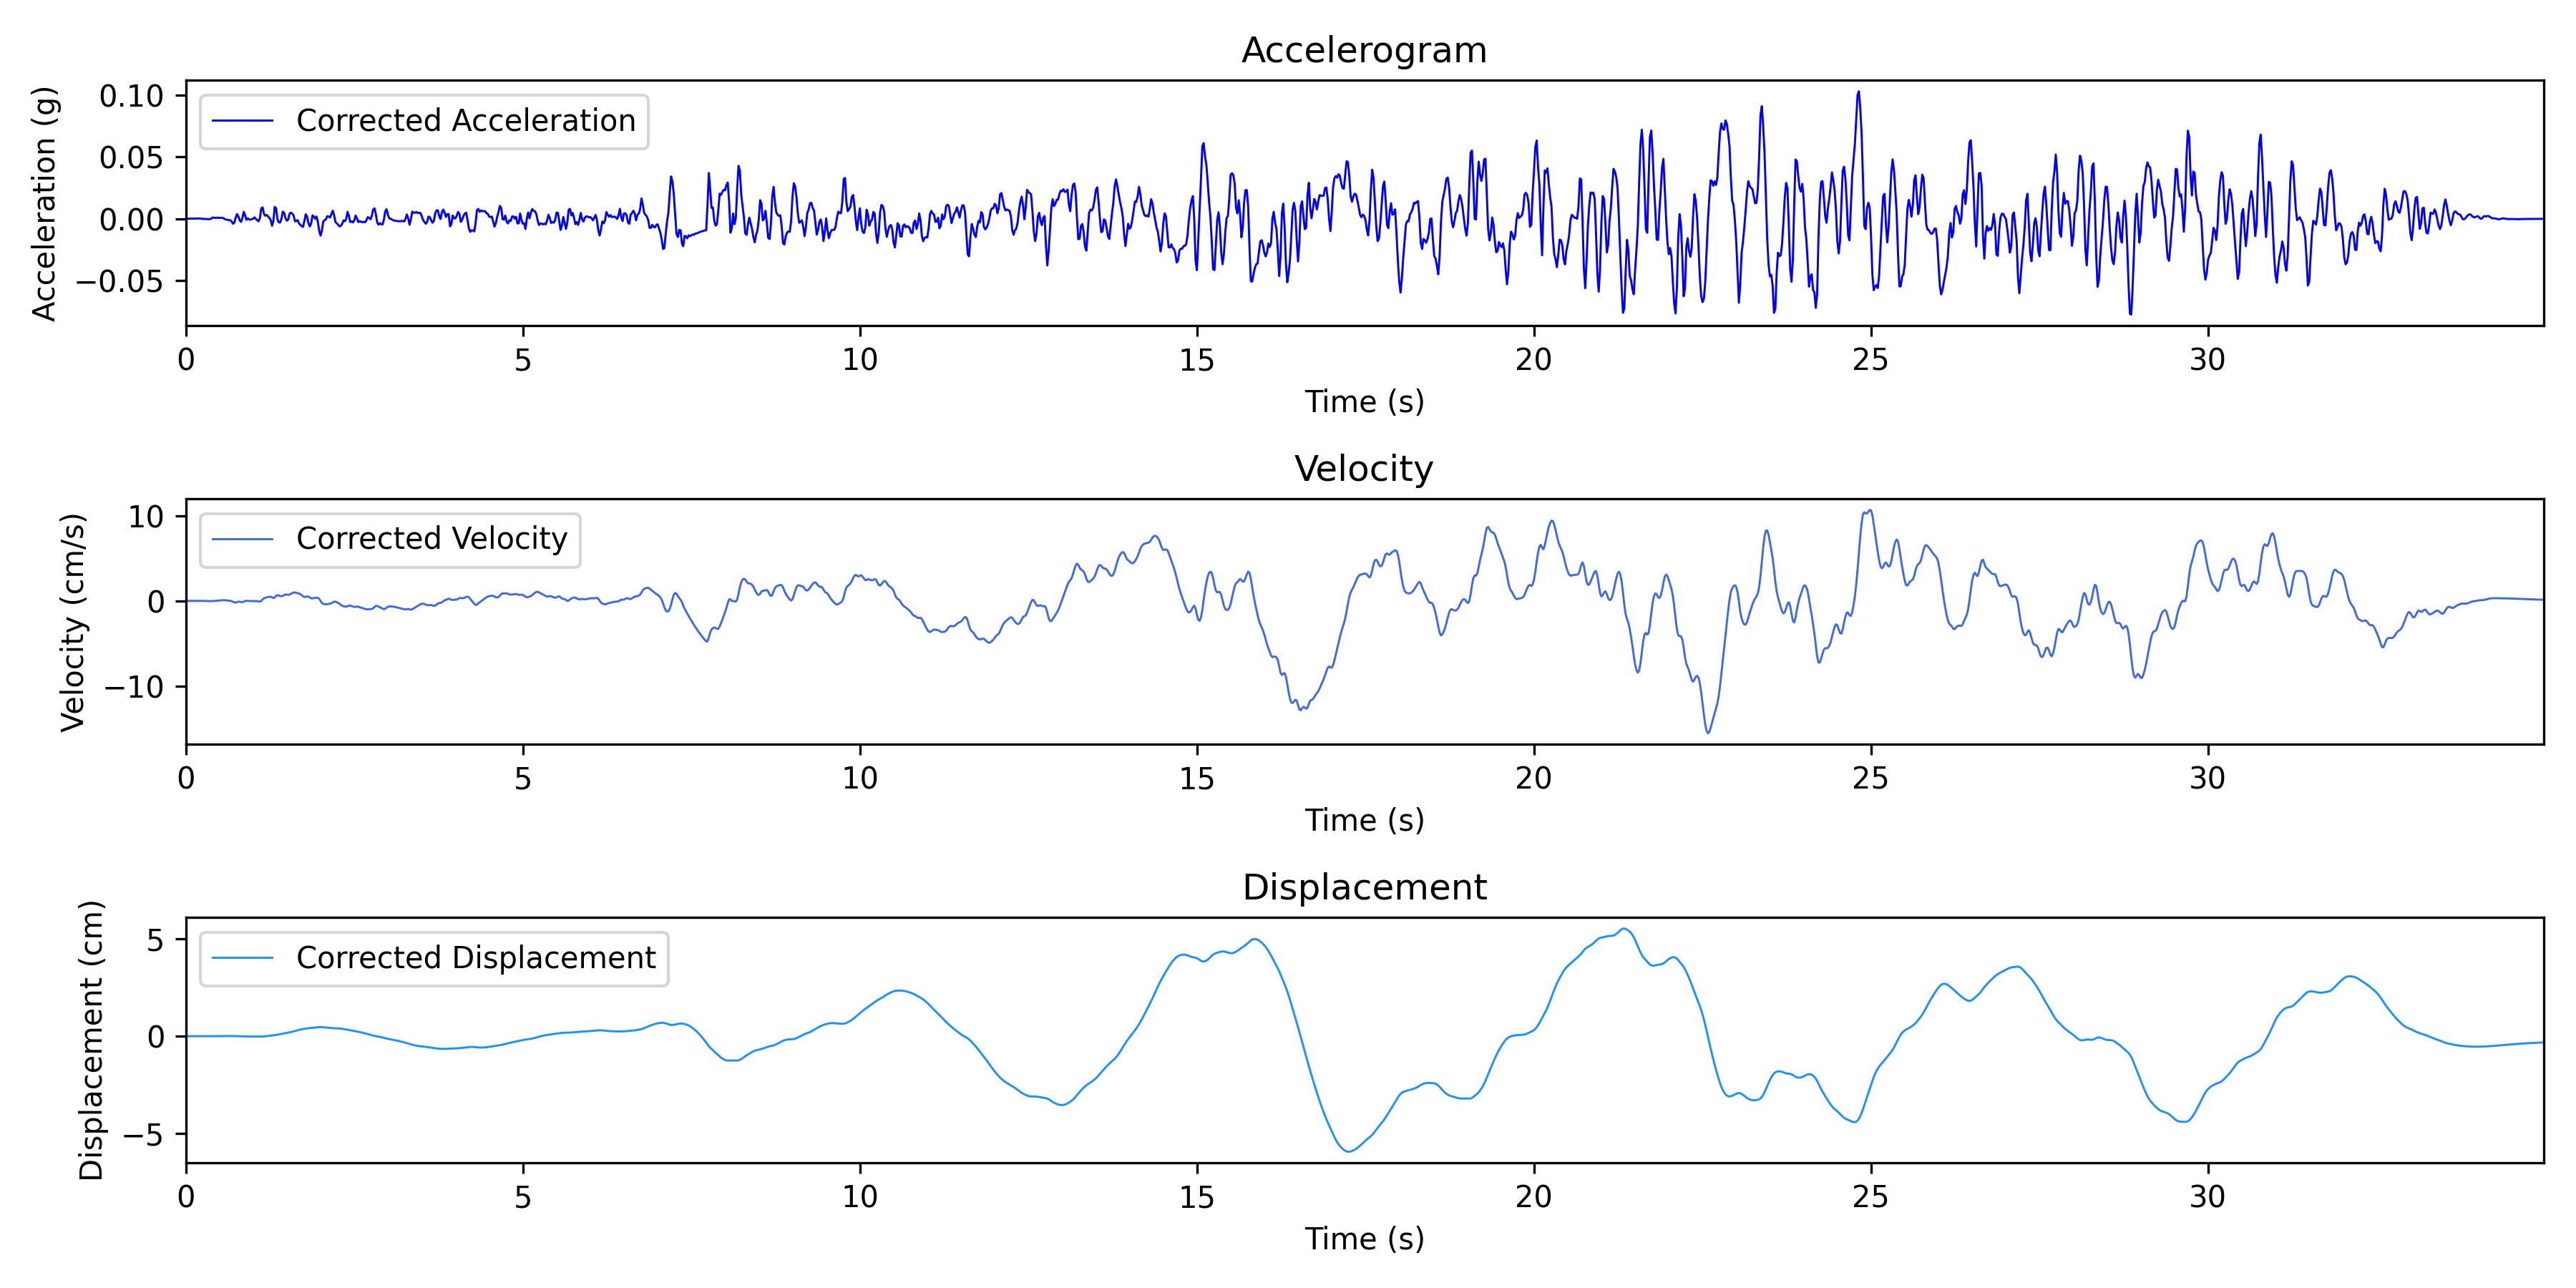 Accelerogram
Acceleration (g)
0.10
0.05
0.00
−0.05
Corrected Acceleration
0 5 10 15 20 25 30
Time (s)
Velocity
Velocity (cm/s)
10
0
−10
Corrected Velocity
0 5 10 15 20 25 30
Time (s)
Displacement
Displacement (cm)
5
0
−5
Corrected Displacement
0 5 10 15 20 25 30
Time (s)